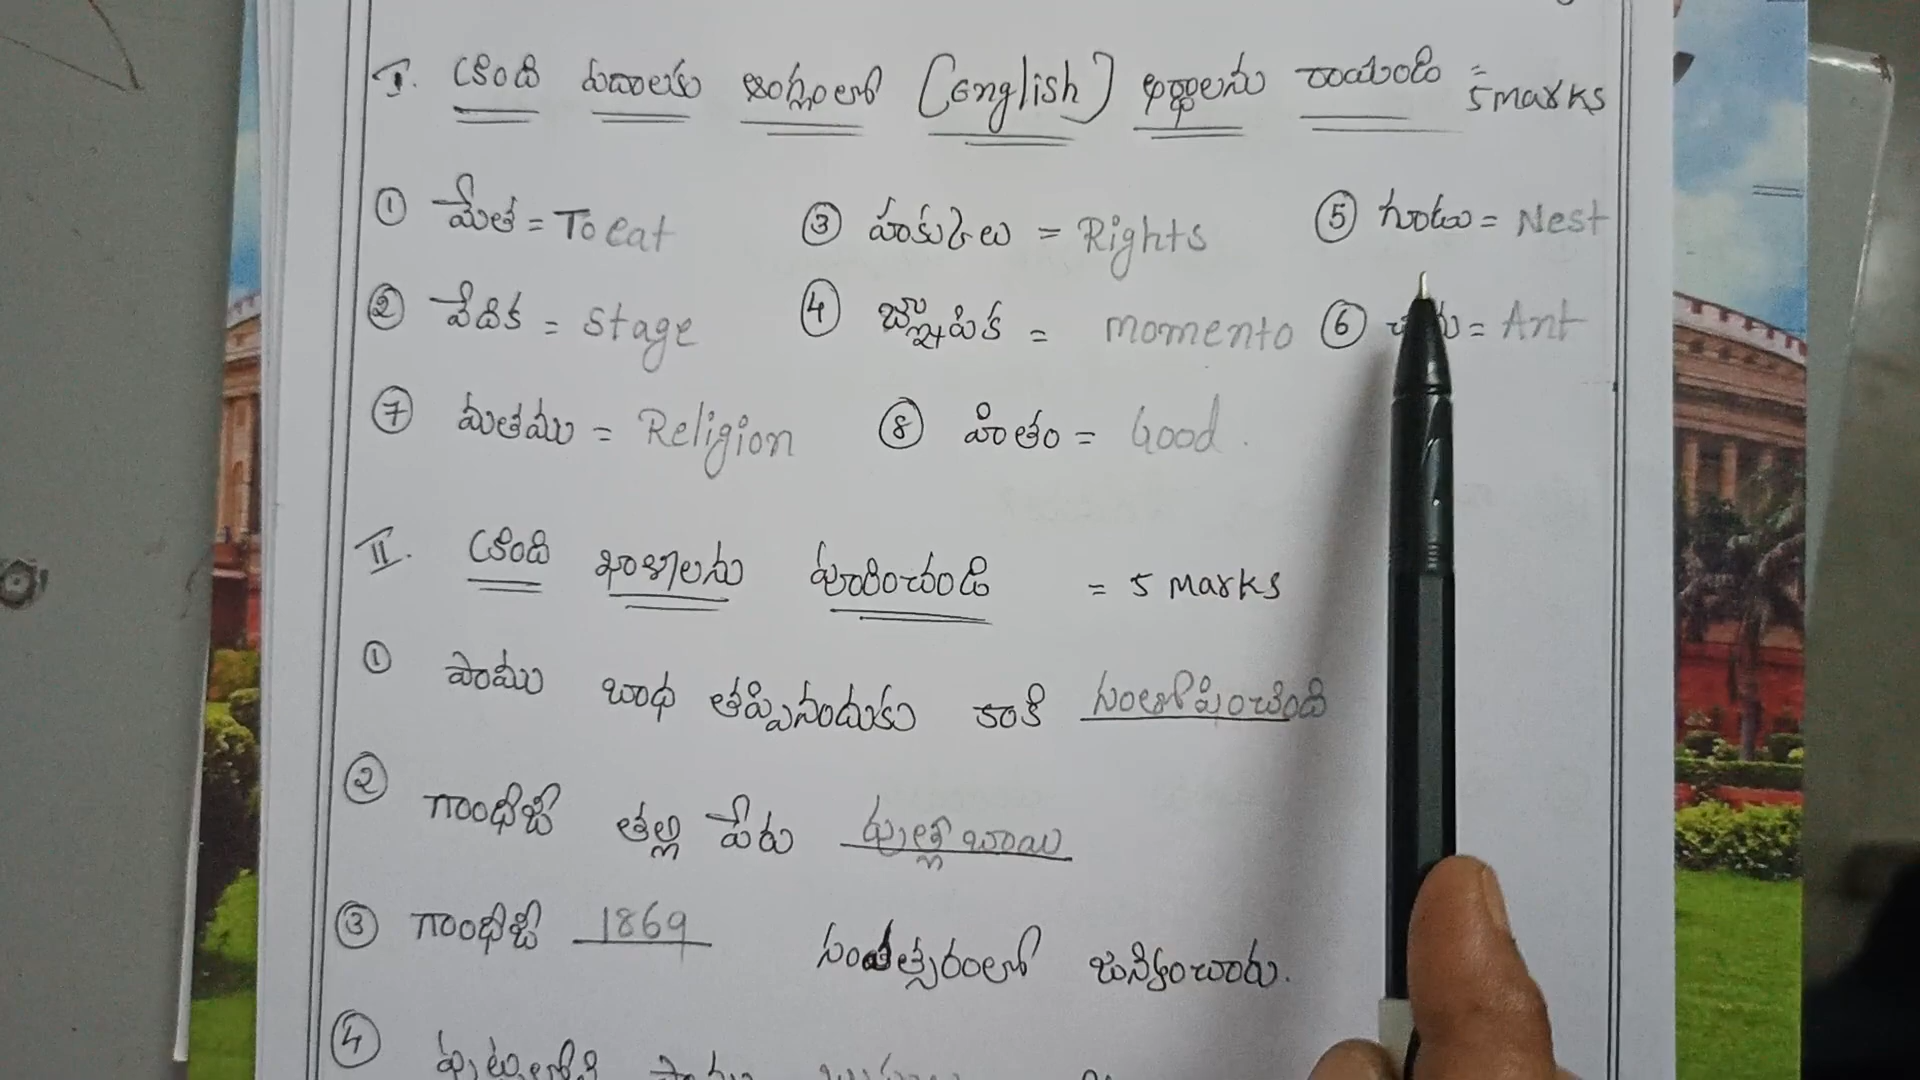 I. క్రింది పదాలకు ఆంగ్లంలో [English] అర్థాలను రాయండి = 5 marks
① మేత = To eat ③ హక్కులు = Rights ⑤ గూడు = Nest
② వేదిక = Stage ④ జ్ఞాపిక = momento ⑥ = Ant
⑦ మతము = Religion ⑧ హితం = Good.
II. క్రింది ఖాళీలను పూరించండి = 5 Marks
① పాము బాధ తప్పినందుకు కాకి సంతోషించింది
② గాంధీజీ తల్లి పేరు పుత్లీ బాయి
③ గాంధీజీ 1869 సంవత్సరంలో జన్మించారు.
④